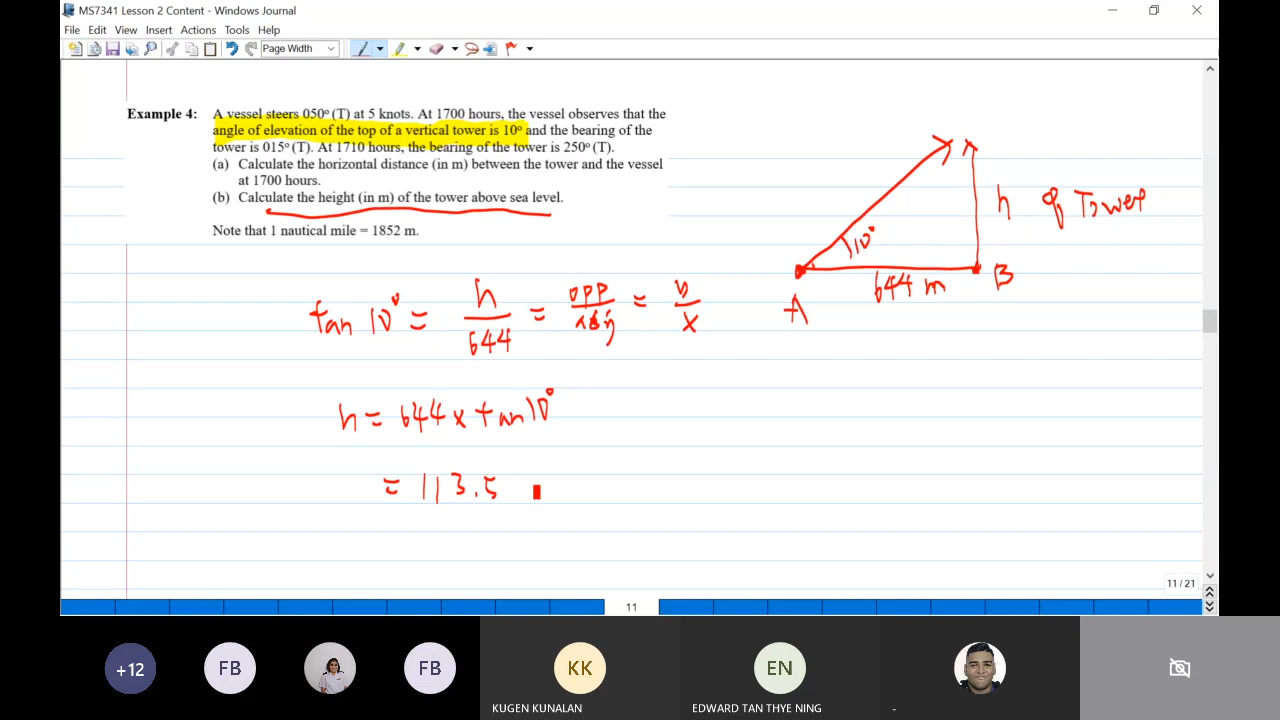 MS7341 Lesson 2 Content - Windows Journal
File Edit View Insert Actions Tools Help
Page Width
Example 4: A vessel steers 050° (T) at 5 knots. At 1700 hours, the vessel observes that the
angle of elevation of the top of a vertical tower is 10° and the bearing of the
tower is 015° (T). At 1710 hours, the bearing of the tower is 250° (T).
(a) Calculate the horizontal distance (in m) between the tower and the vessel
at 1700 hours.
(b) Calculate the height (in m) of the tower above sea level.
Note that 1 nautical mile = 1852 m.
10°
h of Tower
644 m
A
B
tan 10° = h/644 = opp/adj = y/x
h = 644 x tan 10°
= 113.5
11/21
11
+12
FB
FB
KK
EN
KUGEN KUNALAN
EDWARD TAN THYE NING
-